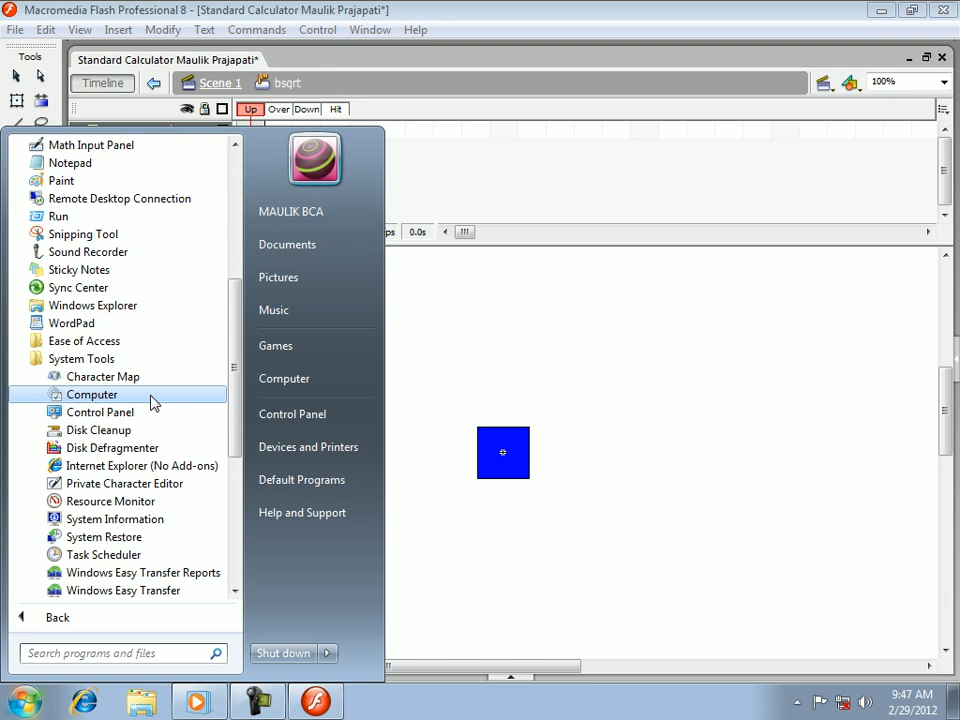 Macromedia Flash Professional 8 - [Standard Calculator Maulik Prajapati*]
File Edit View Insert Modify Text Commands Control Window Help
Tools
Standard Calculator Maulik Prajapati*
Timeline Scene 1 bsqrt 100%
Up Over Down Hit
ps 0.0s
Math Input Panel
Notepad
Paint
Remote Desktop Connection
Run
Snipping Tool
Sound Recorder
Sticky Notes
Sync Center
Windows Explorer
WordPad
Ease of Access
System Tools
Character Map
Computer
Control Panel
Disk Cleanup
Disk Defragmenter
Internet Explorer (No Add-ons)
Private Character Editor
Resource Monitor
System Information
System Restore
Task Scheduler
Windows Easy Transfer Reports
Windows Easy Transfer
Back
Search programs and files
MAULIK BCA
Documents
Pictures
Music
Games
Computer
Control Panel
Devices and Printers
Default Programs
Help and Support
Shut down
9:47 AM
2/29/2012